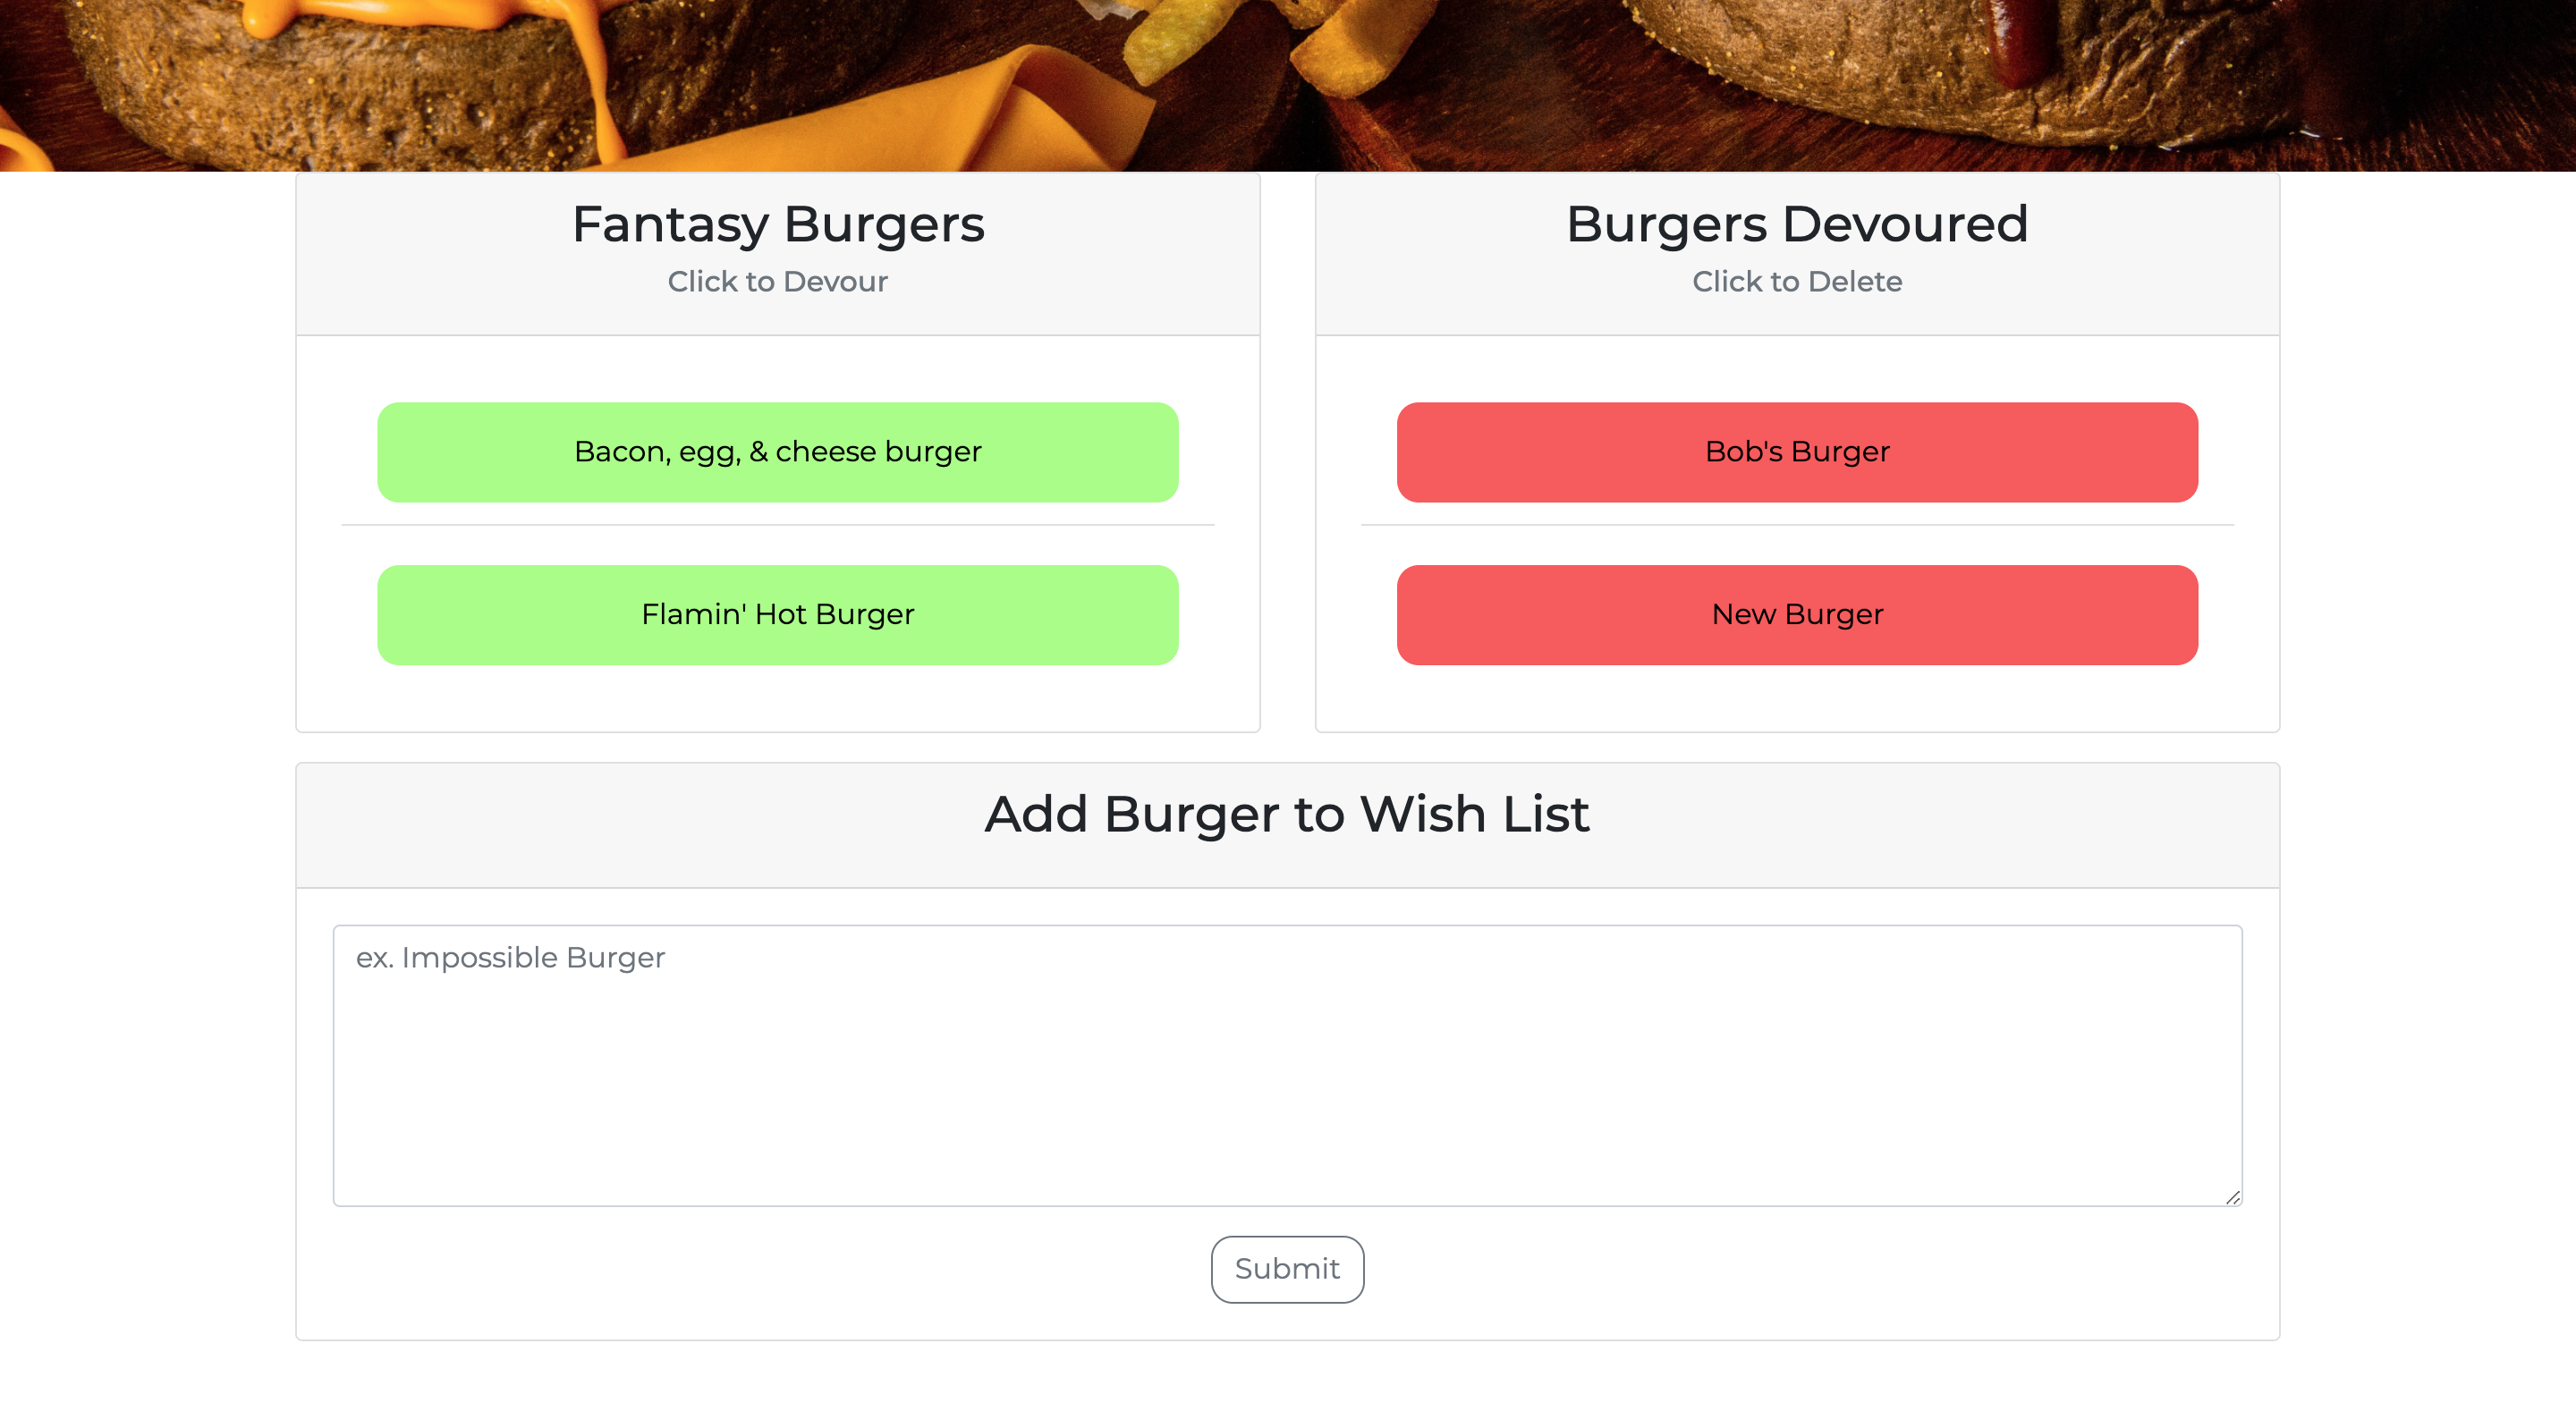 Fantasy Burgers
Click to Devour
Bacon, egg, & cheese burger
Flamin' Hot Burger
Burgers Devoured
Click to Delete
Bob's Burger
New Burger
Add Burger to Wish List
ex. Impossible Burger
Submit